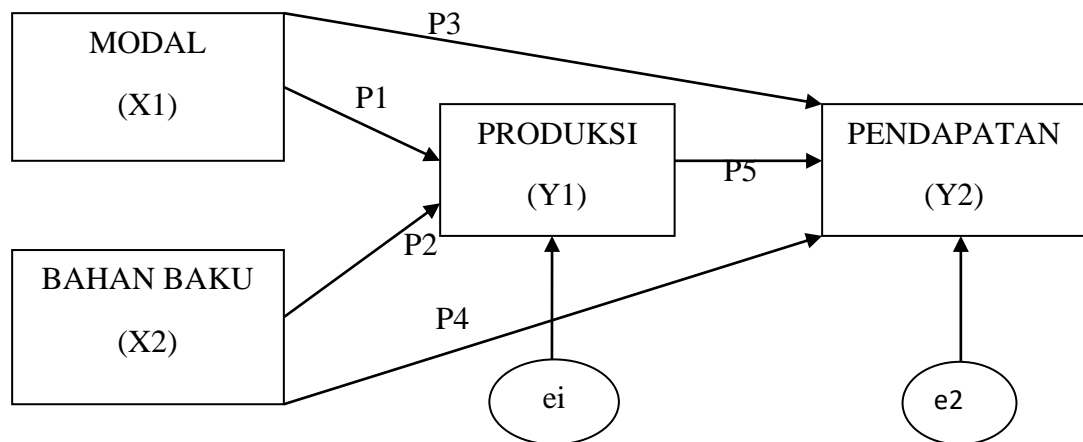 MODAL
(X1)
P3
P1
PRODUKSI
(Y1)
P5
PENDAPATAN
(Y2)
BAHAN BAKU
(X2)
P2
P4
ei
e2